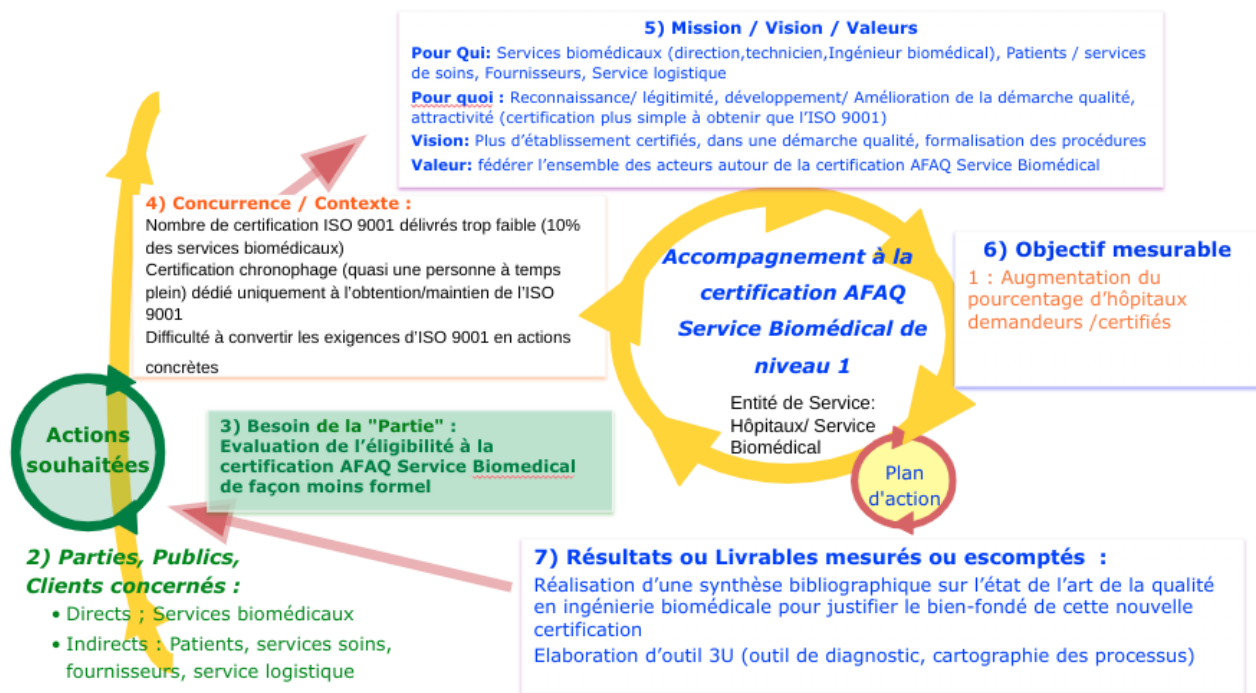 5) Mission / Vision / Valeurs
Pour Qui: Services biomédicaux (direction,technicien,Ingénieur biomédical), Patients / services
de soins, Fournisseurs, Service logistique
Pour quoi : Reconnaissance/ légitimité, développement/ Amélioration de la démarche qualité,
attractivité (certification plus simple à obtenir que l'ISO 9001)
Vision: Plus d'établissement certifiés, dans une démarche qualité, formalisation des procédures
Valeur: fédérer l'ensemble des acteurs autour de la certification AFAQ Service Biomédical
4) Concurrence / Contexte :
Nombre de certification ISO 9001 délivrés trop faible (10%
des services biomédicaux)
Certification chronophage (quasi une personne à temps
plein) dédié uniquement à l'obtention/maintien de l'ISO
9001
Difficulté à convertir les exigences d'ISO 9001 en actions
concrètes
Accompagnement à la
certification AFAQ
Service Biomédical de
niveau 1
Entité de Service:
Hôpitaux/ Service
Biomédical
6) Objectif mesurable
1 : Augmentation du
pourcentage d'hôpitaux
demandeurs /certifiés
Actions
souhaitées
3) Besoin de la "Partie" :
Evaluation de l'éligibilité à la
certification AFAQ Service Biomedical
de façon moins formel
Plan
d'action
2) Parties, Publics,
Clients concernés :
• Directs ; Services biomédicaux
• Indirects : Patients, services soins,
fournisseurs, service logistique
7) Résultats ou Livrables mesurés ou escomptés :
Réalisation d'une synthèse bibliographique sur l'état de l'art de la qualité
en ingénierie biomédicale pour justifier le bien-fondé de cette nouvelle
certification
Elaboration d'outil 3U (outil de diagnostic, cartographie des processus)